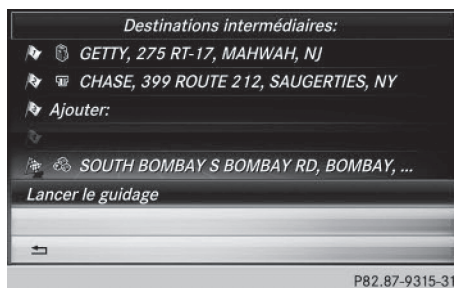 Destinations intermédiaires:
GETTY, 275 RT-17, MAHWAH, NJ
CHASE, 399 ROUTE 212, SAUGERTIES, NY
Ajouter:
SOUTH BOMBAY S BOMBAY RD, BOMBAY, ...
Lancer le guidage
P82.87-9315-31